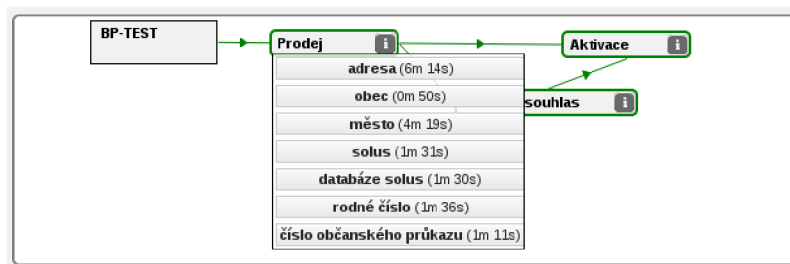 BP-TEST
Prodej i
Aktivace i
adresa (6m 14s)
obec (0m 50s)
souhlas i
město (4m 19s)
solus (1m 31s)
databáze solus (1m 30s)
rodné číslo (1m 36s)
číslo občanského průkazu (1m 11s)